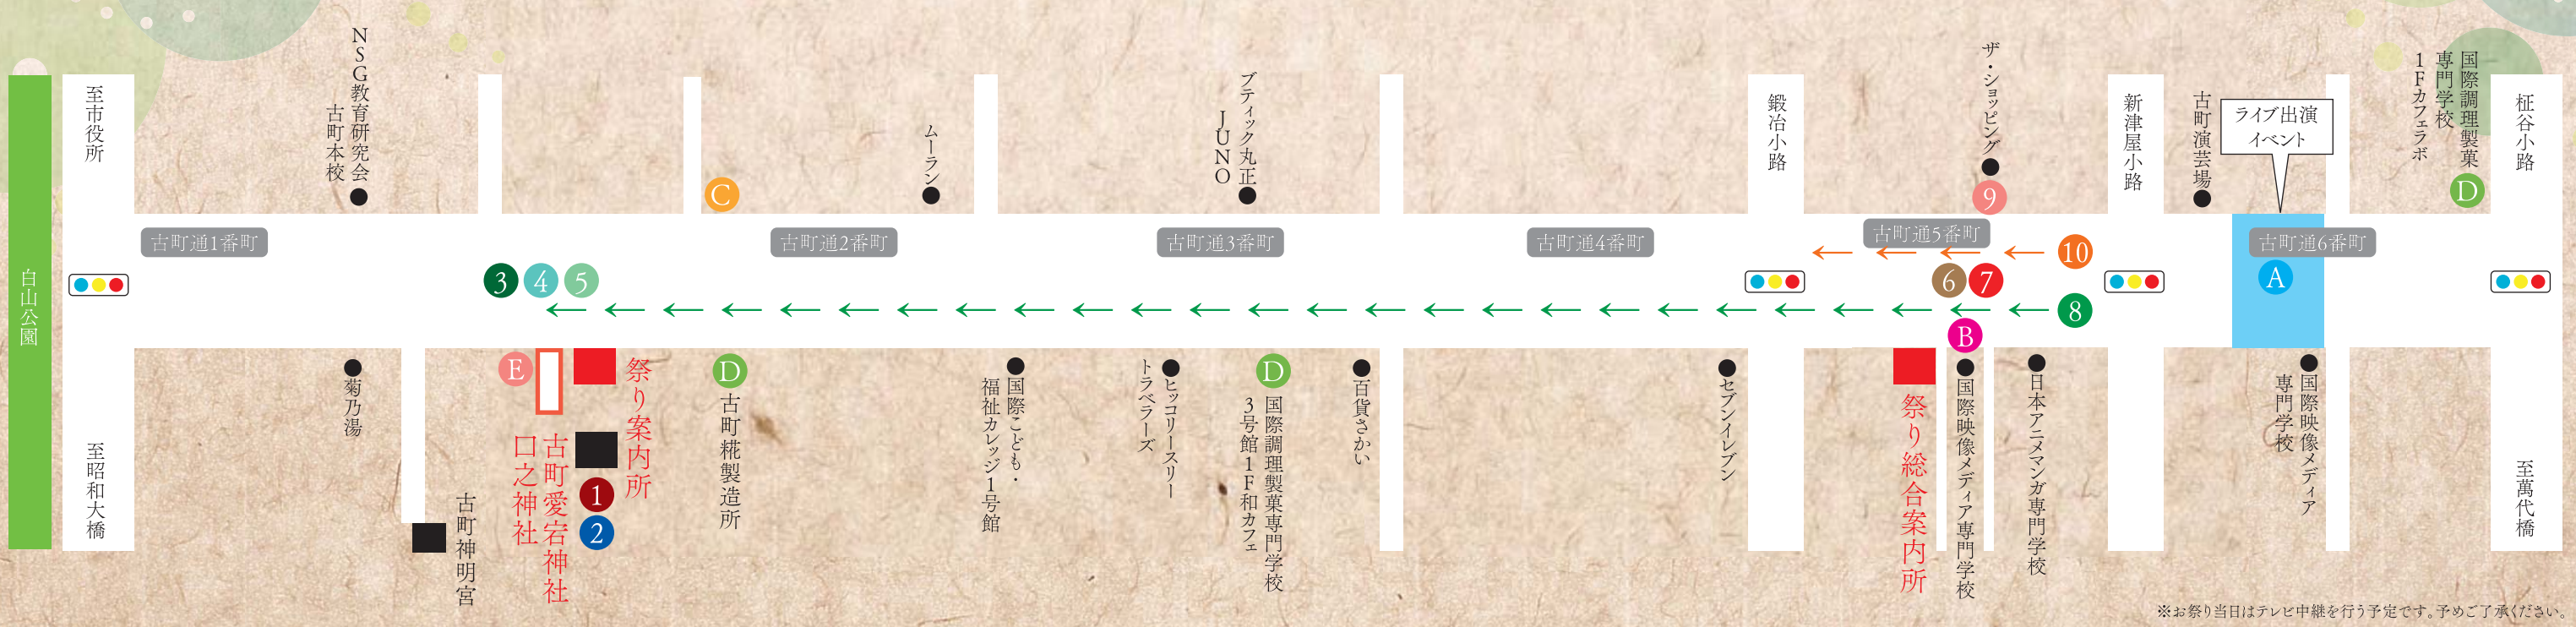 白山公園
至市役所
至昭和大橋
NSG教育研究会
古町本校
ムーラン
ブティック丸正
JUNO
鍛冶小路
ザ・ショッピング
新津屋小路
古町演芸場
ライブ出演
イベント
国際調理製菓
専門学校
1Fカフェラボ
柾谷小路
C
9
D
古町通1番町
古町通2番町
古町通3番町
古町通4番町
古町通5番町
古町通6番町
10
3
4
5
6
7
A
8
B
菊乃湯
古町神明宮
E
古町愛宕神社
口之神社
祭り案内所
1
2
D
古町糀製造所
国際こども・
福祉カレッジ1号館
ヒッコリースリー
トラベラーズ
D
国際調理製菓専門学校
3号館1F和カフェ
百貨さかい
セブンイレブン
祭り総合案内所
国際映像メディア専門学校
日本アニメマンガ専門学校
国際映像メディア
専門学校
至萬代橋
※お祭り当日はテレビ中継を行う予定です。予めご了承ください。